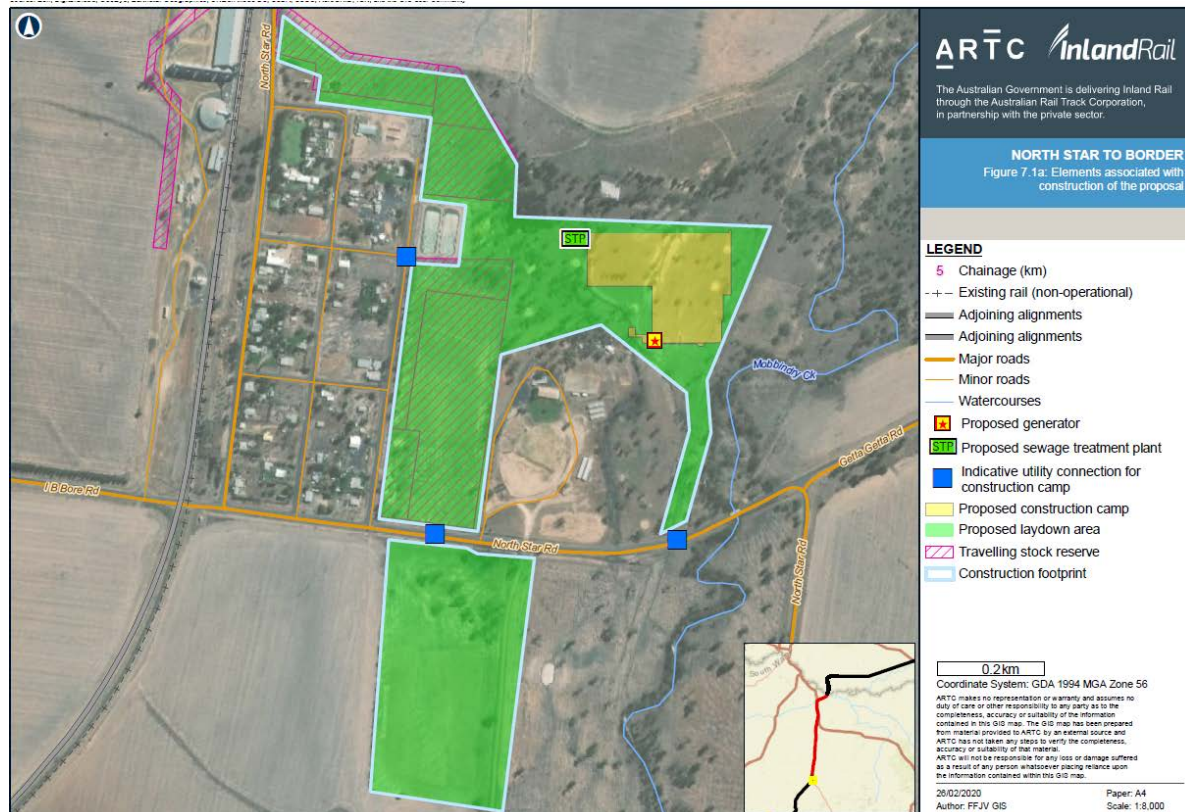 North Star Rd
STP
Mobbindry Ck
Getta Getta Rd
I B Bore Rd
North Star Rd
North Star Rd
ARTC InlandRail
The Australian Government is delivering Inland Rail
through the Australian Rail Track Corporation,
in partnership with the private sector.
NORTH STAR TO BORDER
Figure 7.1a: Elements associated with
construction of the proposal
LEGEND
5 Chainage (km)
Existing rail (non-operational)
Adjoining alignments
Adjoining alignments
Major roads
Minor roads
Watercourses
Proposed generator
STP Proposed sewage treatment plant
Indicative utility connection for
construction camp
Proposed construction camp
Proposed laydown area
Travelling stock reserve
Construction footprint
0.2km
Coordinate System: GDA 1994 MGA Zone 56
ARTC makes no representation or warranty and assumes no
duty of care or other responsibility to any party as to the
completeness, accuracy or suitability of the information
contained in this GIS map. The GIS map has been prepared
from material provided to ARTC by an external source and
ARTC has not taken any steps to verify the completeness,
accuracy or suitability of that material.
ARTC will not be responsible for any loss or damage suffered
as a result of any person whatsoever placing reliance upon
the information contained within this GIS map.
26/02/2020 Paper: A4
Author: FFJV GIS Scale: 1:8,000